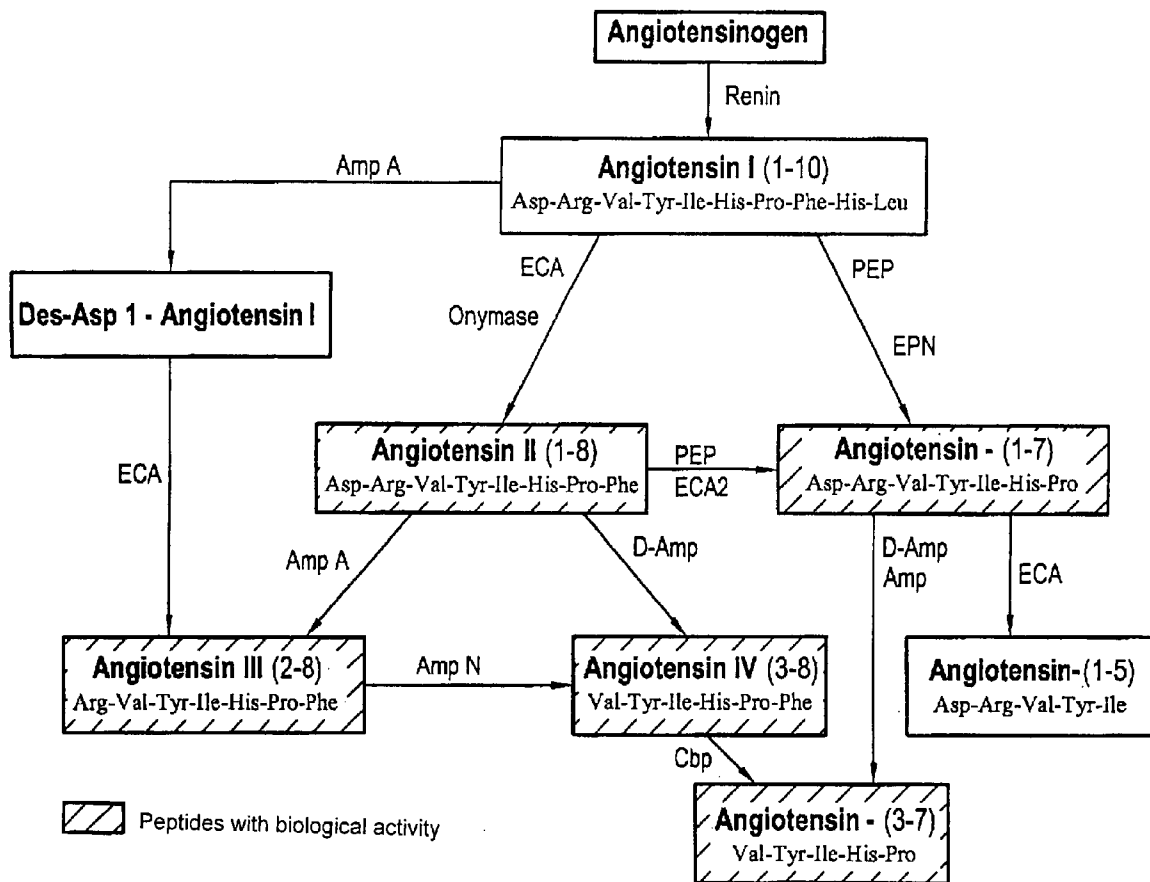 Angiotensinogen
Renin
Amp A
Angiotensin I (1-10)
Asp-Arg-Val-Tyr-Ile-His-Pro-Phe-His-Leu
ECA
PEP
Des-Asp 1 - Angiotensin I
Onymase
EPN
ECA
Angiotensin II (1-8)
Asp-Arg-Val-Tyr-Ile-His-Pro-Phe
PEP
ECA2
Angiotensin - (1-7)
Asp-Arg-Val-Tyr-Ile-His-Pro
Amp A
D-Amp
D-Amp
Amp
ECA
Angiotensin III (2-8)
Arg-Val-Tyr-Ile-His-Pro-Phe
Amp N
Angiotensin IV (3-8)
Val-Tyr-Ile-His-Pro-Phe
Angiotensin-(1-5)
Asp-Arg-Val-Tyr-Ile
Cbp
Angiotensin - (3-7)
Val-Tyr-Ile-His-Pro
Peptides with biological activity